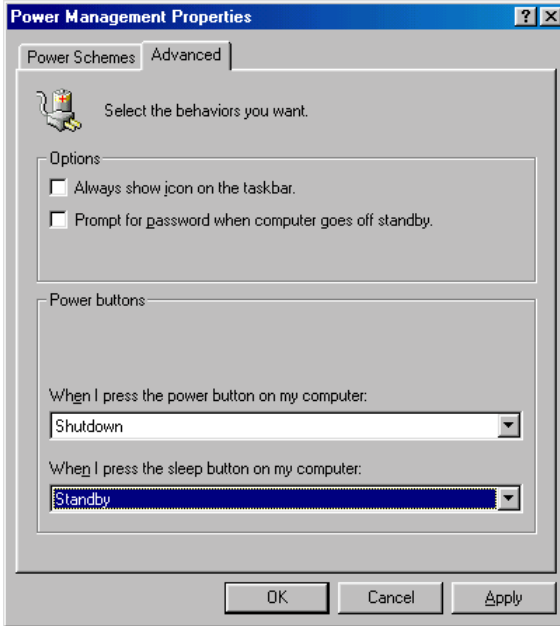 Power Management Properties
Power Schemes Advanced
Select the behaviors you want.
Options
Always show icon on the taskbar.
Prompt for password when computer goes off standby.
Power buttons
When I press the power button on my computer:
Shutdown
When I press the sleep button on my computer:
Standby
OK Cancel Apply